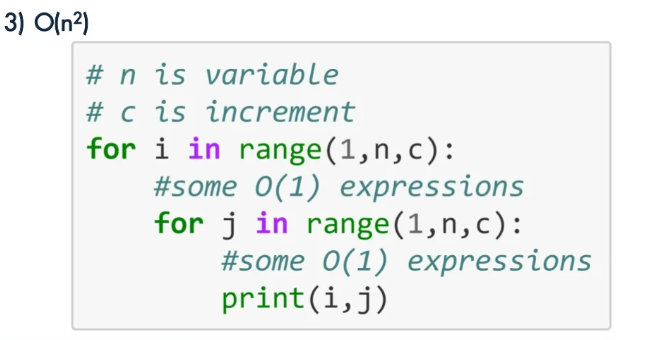 3) O(n²)
# n is variable
# c is increment
for i in range(1,n,c):
    #some O(1) expressions
    for j in range(1,n,c):
        #some O(1) expressions
        print(i,j)